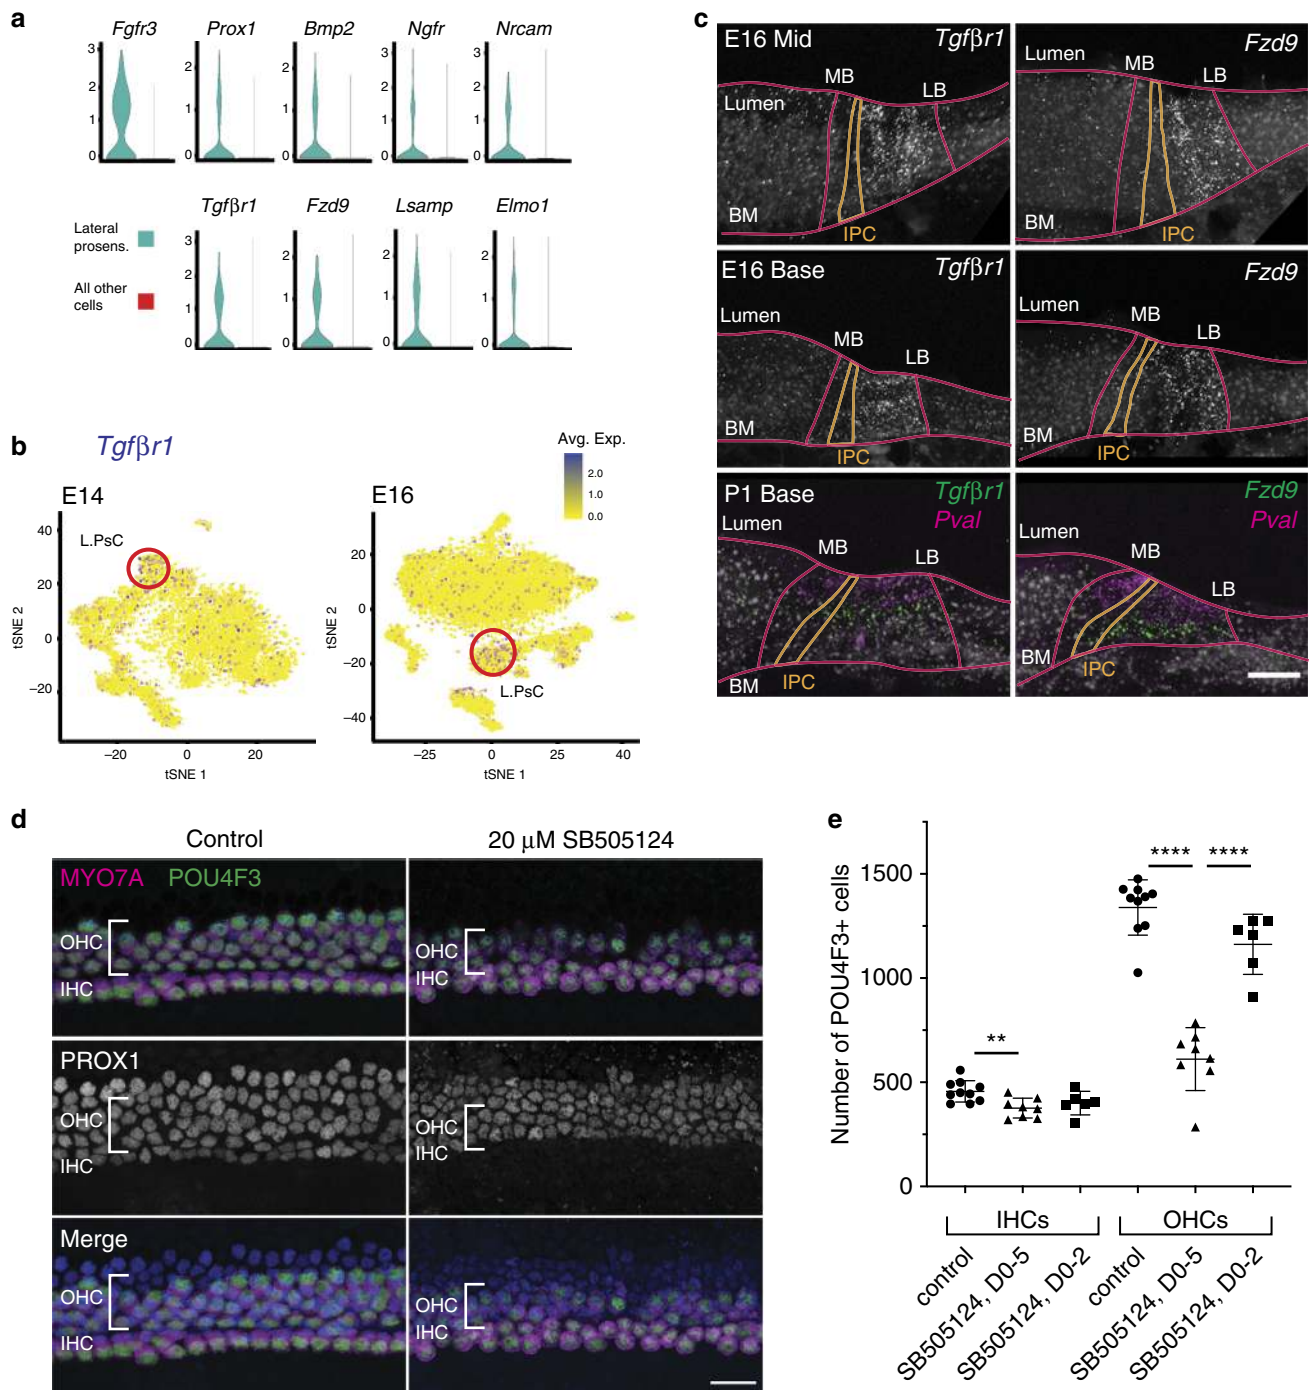 a
Fgfr3 Prox1 Bmp2 Ngfr Nrcam
3 2 1 0
3 2 1 0
3 2 1 0
3 2 1 0
3 2 1 0
Tgfβr1 Fzd9 Lsamp Elmo1
Lateral
prosens.
All other
cells
3 2 1 0
2 1 0
2 1 0
2 1 0
b
Tgfβr1
Avg. Exp.
2.0
1.0
0.0
E14
L.PsC
40
20
0
−20
tSNE 2
−20 0 20
tSNE 1
E16
L.PsC
20
0
−20
−40
tSNE 2
−25 0 25 40
tSNE 1
c
E16 Mid Tgfβr1
MB LB
Lumen
BM
IPC
Fzd9
Lumen MB LB
BM
IPC
E16 Base Tgfβr1
Lumen
MB LB
BM
IPC
Fzd9
Lumen
MB LB
BM
IPC
P1 Base Tgfβr1
Pval
Lumen
MB LB
BM
IPC
Fzd9
Pval
Lumen
MB
LB
BM
IPC
d
Control 20 μM SB505124
MYO7A POU4F3
OHC
IHC
OHC
IHC
PROX1
OHC
IHC
OHC
IHC
Merge
OHC
IHC
OHC
IHC
e
Number of POU4F3+ cells
1500
1000
500
0
**
**** ****
IHCs OHCs
control
SB505124, D0-5
SB505124, D0-2
control
SB505124, D0-5
SB505124, D0-2